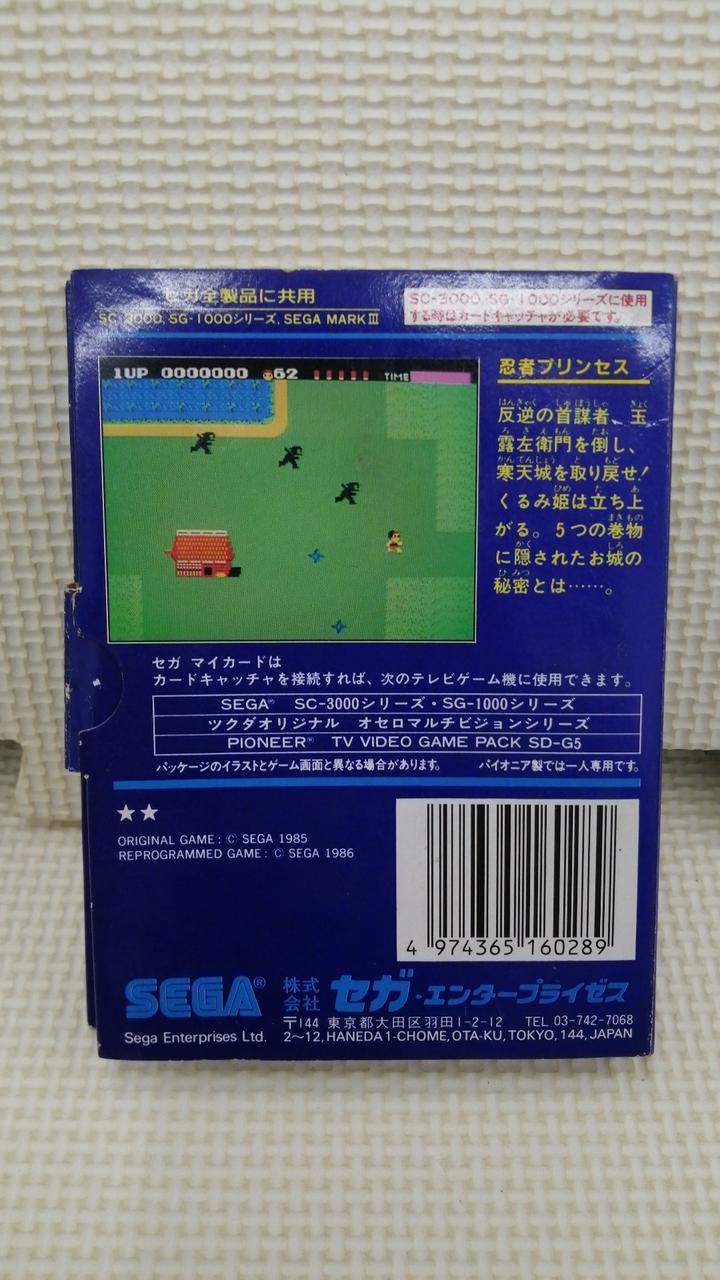 セガ全製品に共用
SC-3000, SG-1000シリーズ, SEGA MARKⅢ
SC-3000, SG-1000シリーズに使用
する時はカードキャッチャが必要です。
1UP 0000000 62 TIME
忍者プリンセス
反逆の首謀者、玉
露左衛門を倒し、
寒天城を取り戻せ!
くるみ姫は立ち上
がる。5つの巻物
に隠されたお城の
秘密とは……。
セガ マイカードは
カードキャッチャを接続すれば、次のテレビゲーム機に使用できます。
SEGA® SC-3000シリーズ・SG-1000シリーズ
ツクダオリジナル オセロマルチビジョンシリーズ
PIONEER® TV VIDEO GAME PACK SD-G5
パッケージのイラストとゲーム画面と異なる場合があります。 パイオニア製では一人専用です。
★★
ORIGINAL GAME: © SEGA 1985
REPROGRAMMED GAME: © SEGA 1986
4 974365 160289
SEGA® 株式会社 セガ・エンタープライゼス
〒144 東京都大田区羽田1-2-12 TEL 03-742-7068
Sega Enterprises Ltd. 2~12, HANEDA 1-CHOME, OTA-KU, TOKYO, 144, JAPAN